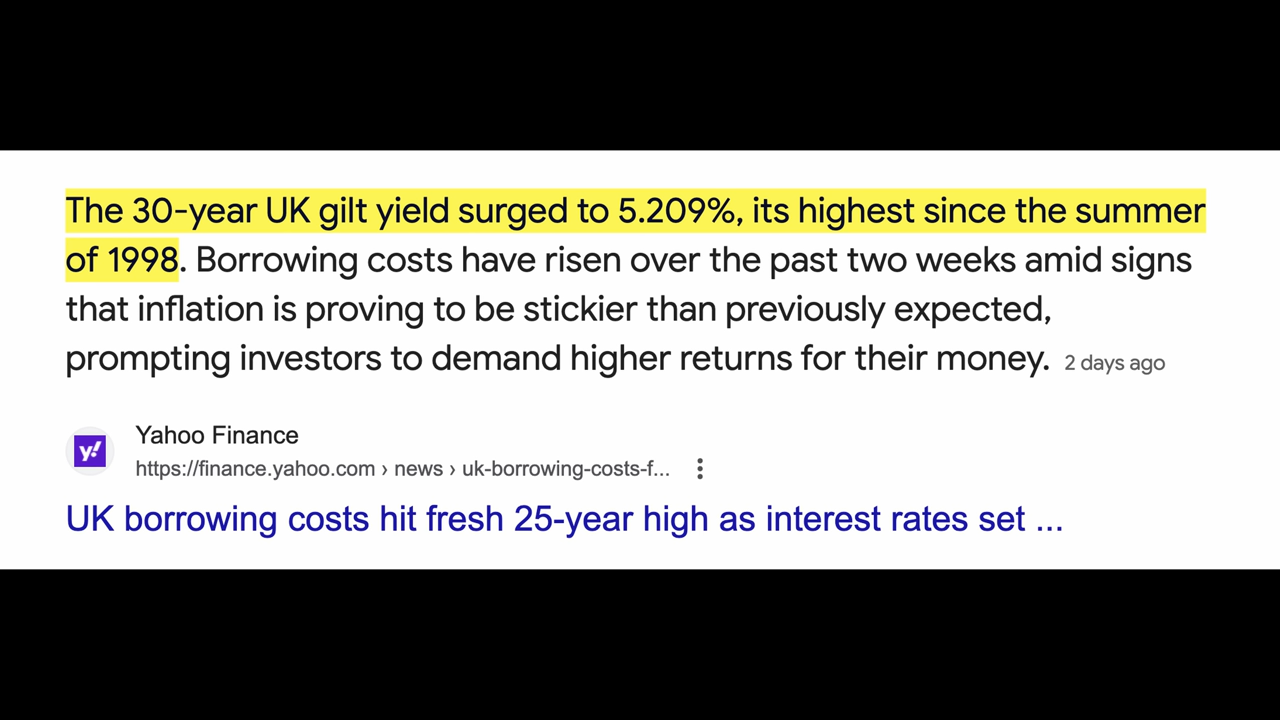 The 30-year UK gilt yield surged to 5.209%, its highest since the summer
of 1998. Borrowing costs have risen over the past two weeks amid signs
that inflation is proving to be stickier than previously expected,
prompting investors to demand higher returns for their money. 2 days ago
y!
Yahoo Finance
https://finance.yahoo.com › news › uk-borrowing-costs-f...
UK borrowing costs hit fresh 25-year high as interest rates set ...